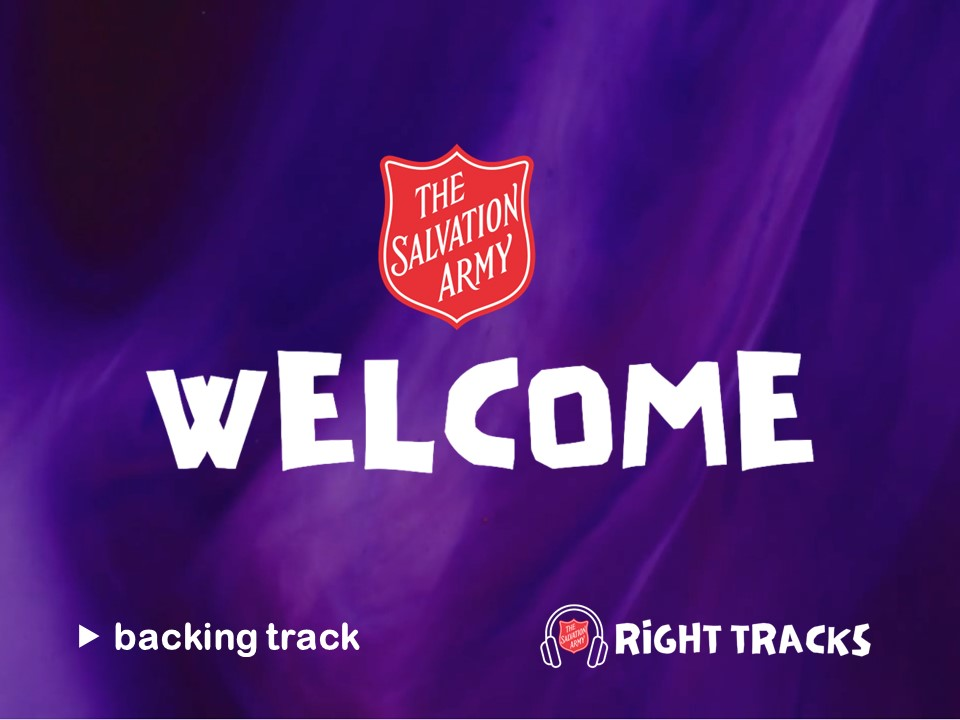 THE
SALVATION
ARMY
WELCOME
backing track
THE
SALVATION
ARMY
RiGHT TRACKS